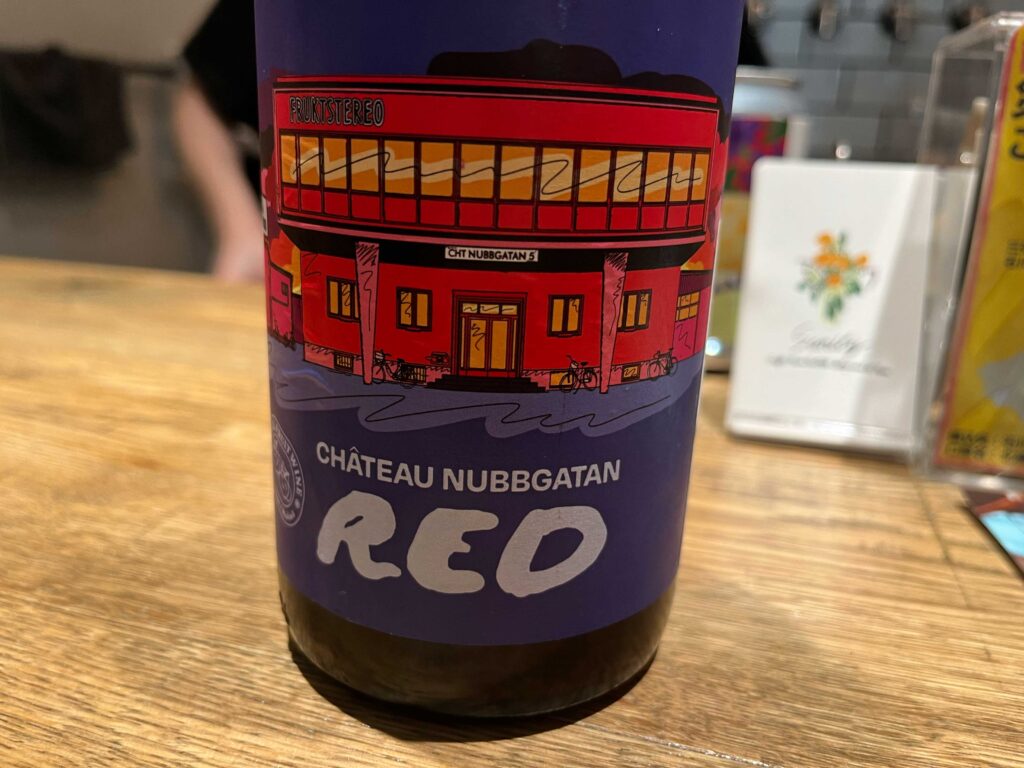 FRUKTSTEREO
CHT NUBBGATAN 5
CHÂTEAU NUBBGATAN
RED